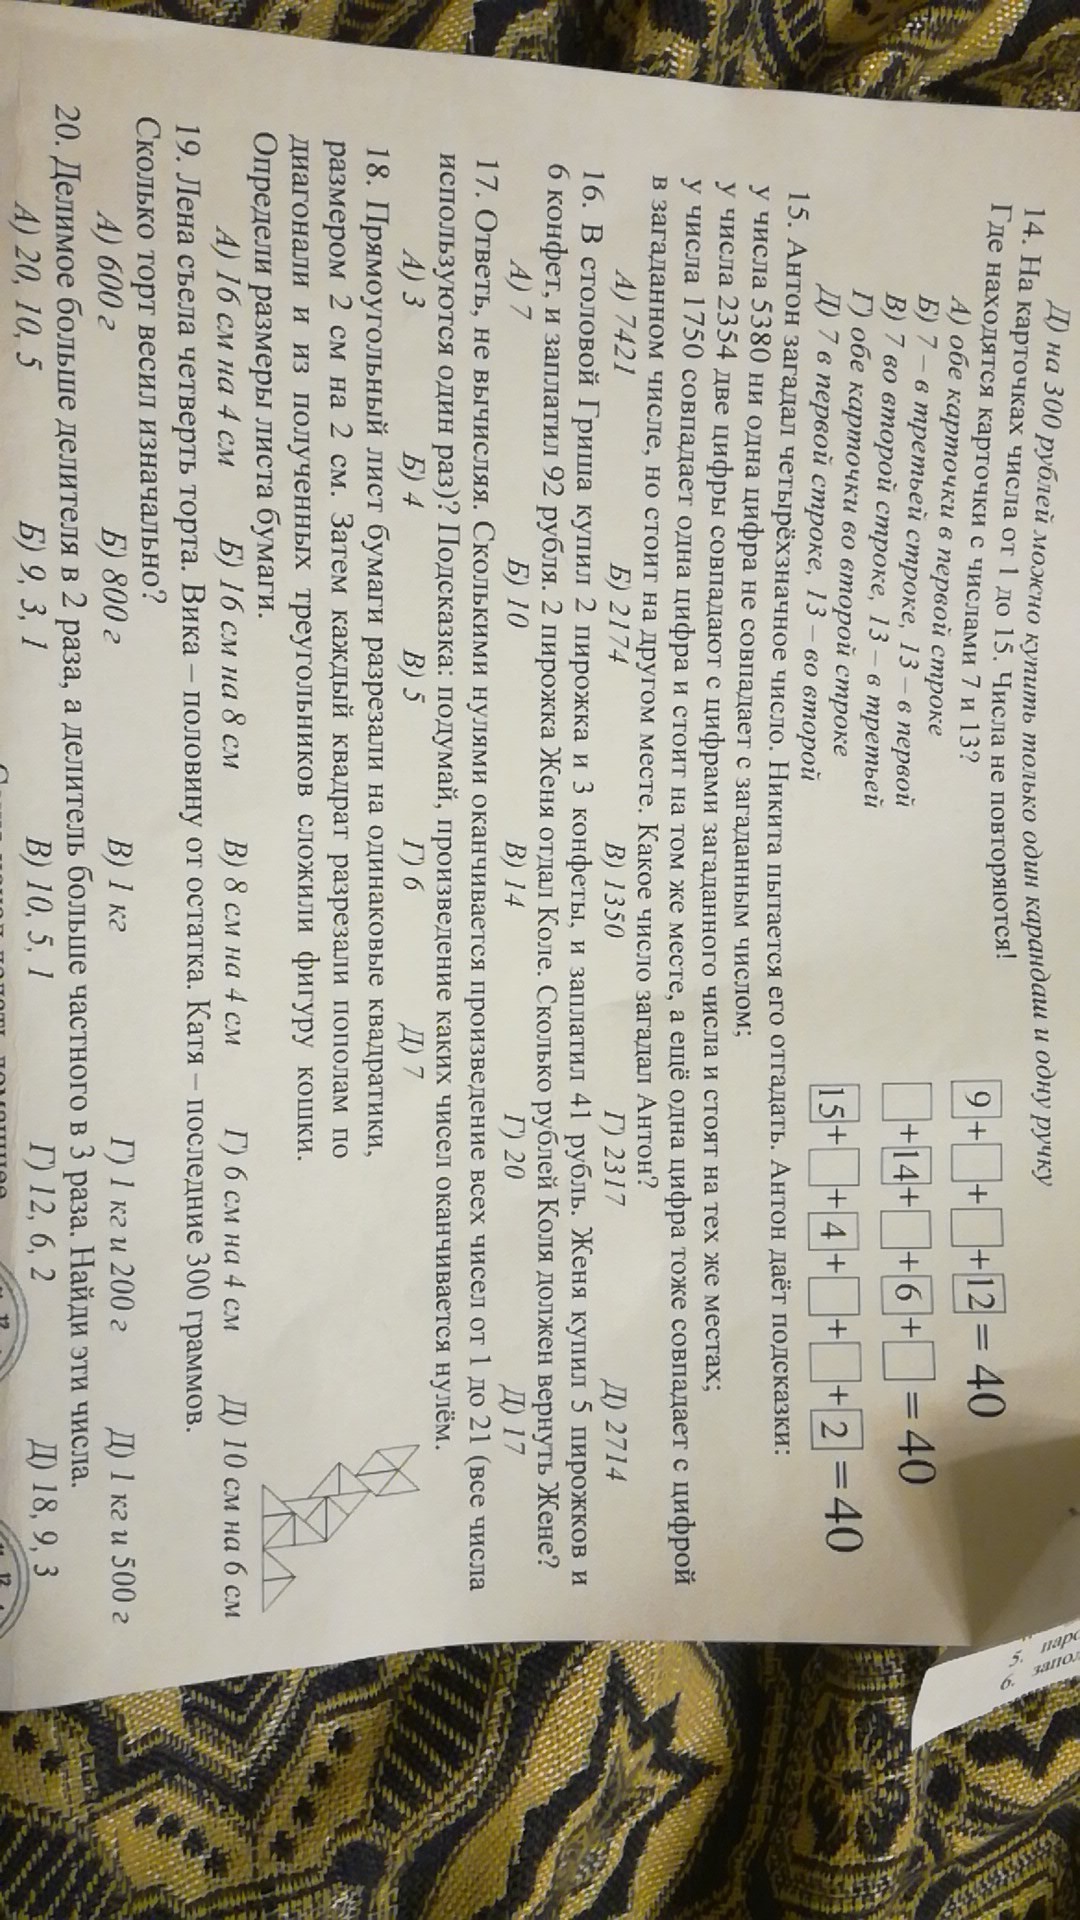 Д) на 300 рублей можно купить только один карандаш и одну ручку
14. На карточках числа от 1 до 15. Числа не повторяются!
Где находятся карточки с числами 7 и 13?
А) обе карточки в первой строке
Б) 7 – в третьей строке, 13 – в первой
В) 7 во второй строке, 13 – в третьей
Г) обе карточки во второй строке
Д) 7 в первой строке, 13 – во второй
9 + + + 12 = 40
+ 14 + + 6 + = 40
15 + + 4 + + + 2 = 40
15. Антон загадал четырёхзначное число. Никита пытается его отгадать. Антон даёт подсказки:
у числа 5380 ни одна цифра не совпадает с загаданным числом;
у числа 2354 две цифры совпадают с цифрами загаданного числа и стоят на тех же местах;
у числа 1750 совпадает одна цифра и стоит на том же месте, а ещё одна цифра тоже совпадает с цифрой
в загаданном числе, но стоит на другом месте. Какое число загадал Антон?
А) 7421 Б) 2174 В) 1350 Г) 2317 Д) 2714
16. В столовой Гриша купил 2 пирожка и 3 конфеты, и заплатил 41 рубль. Женя купил 5 пирожков и
6 конфет, и заплатил 92 рубля. 2 пирожка Женя отдал Коле. Сколько рублей Коля должен вернуть Жене?
А) 7 Б) 10 В) 14 Г) 20 Д) 17
17. Ответь, не вычисляя. Сколькими нулями оканчивается произведение всех чисел от 1 до 21 (все числа
используются один раз)? Подсказка: подумай, произведение каких чисел оканчивается нулём.
А) 3 Б) 4 В) 5 Г) 6 Д) 7
18. Прямоугольный лист бумаги разрезали на одинаковые квадратики,
размером 2 см на 2 см. Затем каждый квадрат разрезали пополам по
диагонали и из полученных треугольников сложили фигуру кошки.
Определи размеры листа бумаги.
А) 16 см на 4 см Б) 16 см на 8 см В) 8 см на 4 см Г) 6 см на 4 см Д) 10 см на 6 см
19. Лена съела четверть торта. Вика – половину от остатка. Катя – последние 300 граммов.
Сколько торт весил изначально?
А) 600 г Б) 800 г В) 1 кг Г) 1 кг и 200 г Д) 1 кг и 500 г
20. Делимое больше делителя в 2 раза, а делитель больше частного в 3 раза. Найди эти числа.
А) 20, 10, 5 Б) 9, 3, 1 В) 10, 5, 1 Г) 12, 6, 2 Д) 18, 9, 3
5.
6.